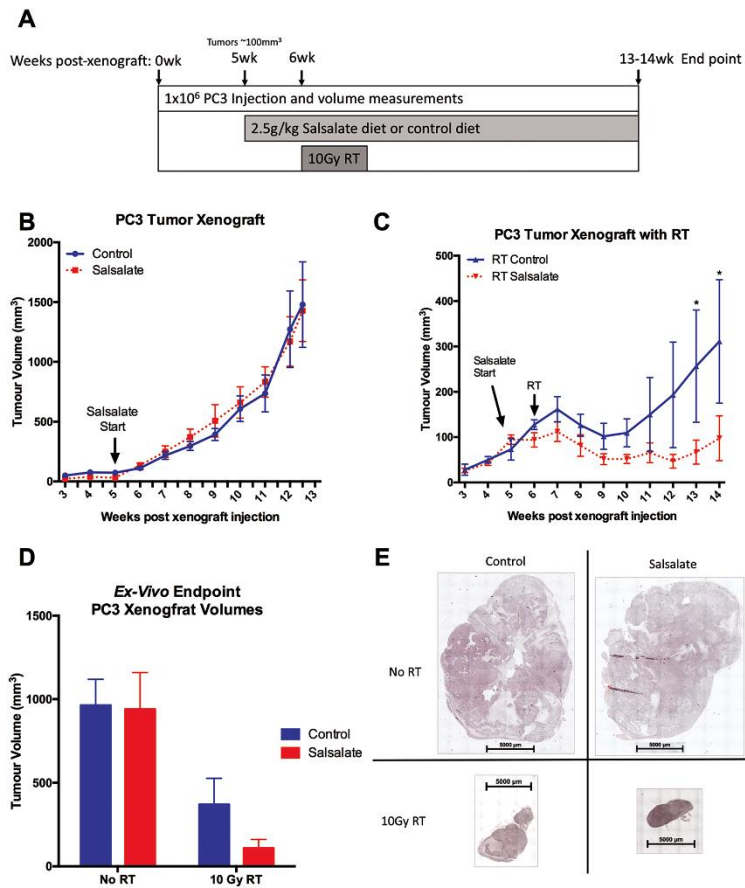 A
Tumors ~100mm³
Weeks post-xenograft: 0wk 5wk 6wk 13-14wk End point
1x10⁶ PC3 Injection and volume measurements
2.5g/kg Salsalate diet or control diet
10Gy RT
B
PC3 Tumor Xenograft
Tumour Volume (mm³)
2000
1500
1000
500
0
Control
Salsalate
Salsalate
Start
3 4 5 6 7 8 9 10 11 12 13
Weeks post xenograft injection
C
PC3 Tumor Xenograft with RT
Tumour Volume (mm³)
500
400
300
200
100
0
RT Control
RT Salsalate
Salsalate
Start
RT
* *
3 4 5 6 7 8 9 10 11 12 13 14
Weeks post xenograft injection
D
Ex-Vivo Endpoint
PC3 Xenogfrat Volumes
Tumour Volume (mm³)
1500
1000
500
0
Control
Salsalate
No RT 10 Gy RT
E
Control Salsalate
No RT
5000 µm 5000 µm
10Gy RT
5000 µm
5000 µm